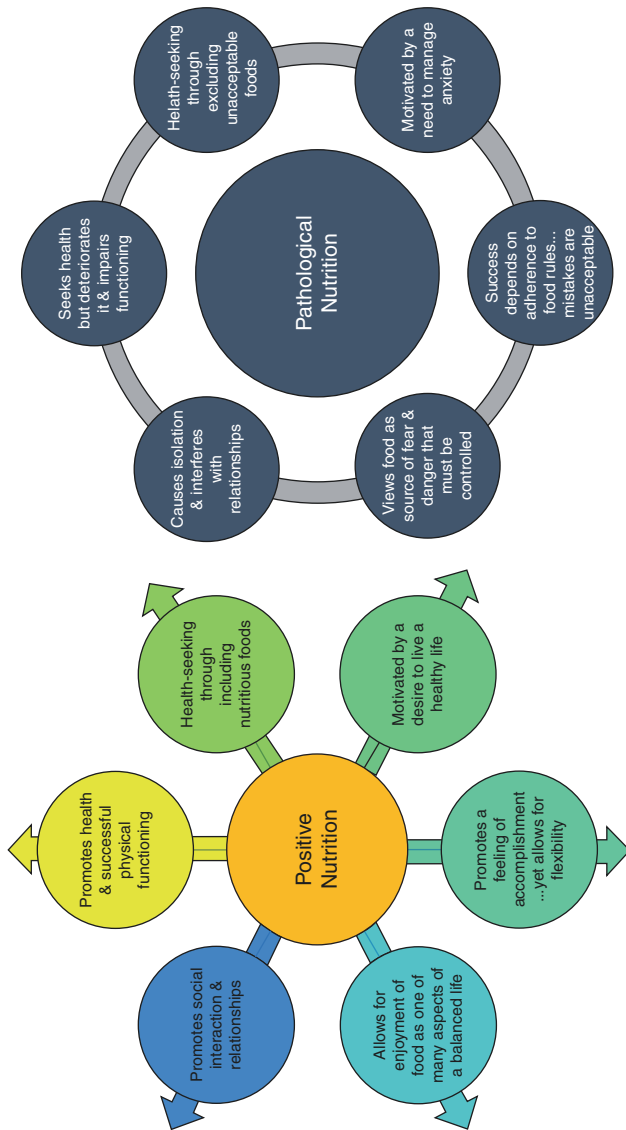 Positive
Nutrition
Promotes health
& successful
physical
functioning
Health-seeking
through
including
nutritious foods
Motivated by a
desire to live a
healthy life
Promotes a
feeling of
accomplishment
...yet allows for
flexibility
Allows for
enjoyment of
food as one of
many aspects of
a balanced life
Promotes social
interaction &
relationships
Pathological
Nutrition
Seeks health
but deteriorates
it & impairs
functioning
Helath-seeking
through
excluding
unacceptable
foods
Motivated by a
need to manage
anxiety
Success
depends on
adherence to
food rules...
mistakes are
unacceptable
Views food as
source of fear &
danger that
must be
controlled
Causes isolation
& interferes
with
relationships